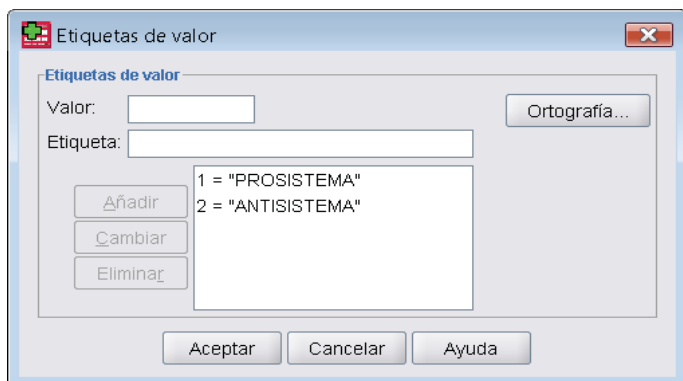 Etiquetas de valor
Etiquetas de valor
Valor:
Ortografía...
Etiqueta:
1 = "PROSISTEMA"
2 = "ANTISISTEMA"
Añadir
Cambiar
Eliminar
Aceptar
Cancelar
Ayuda